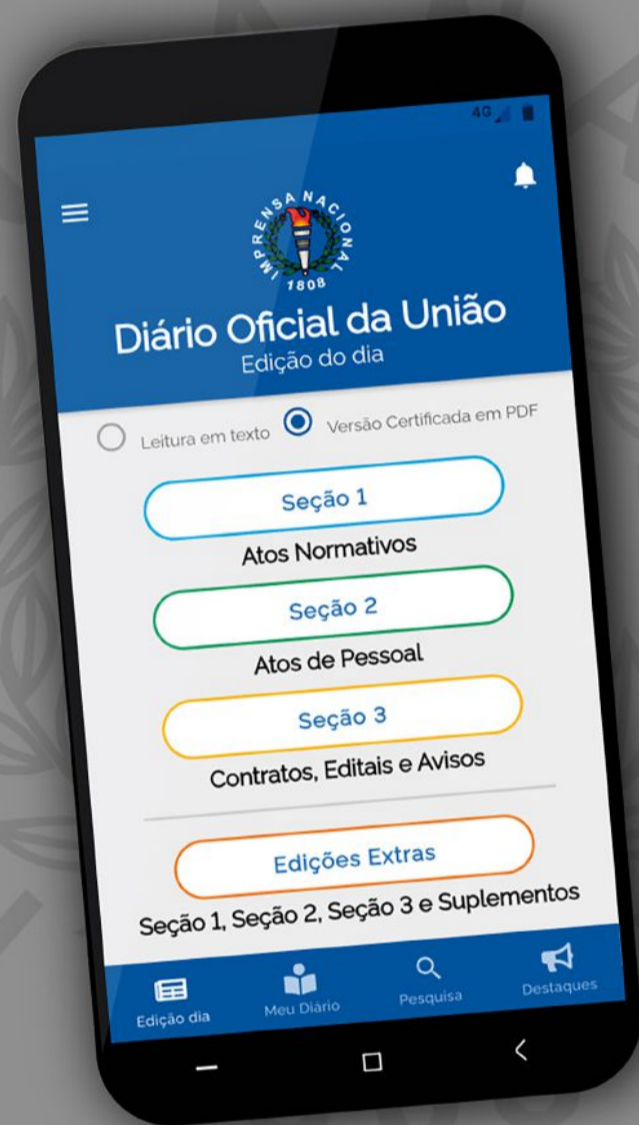 4G
IMPRENSA NACIONAL
1808
Diário Oficial da União
Edição do dia
Leitura em texto
Versão Certificada em PDF
Seção 1
Atos Normativos
Seção 2
Atos de Pessoal
Seção 3
Contratos, Editais e Avisos
Edições Extras
Seção 1, Seção 2, Seção 3 e Suplementos
Edição dia
Meu Diário
Pesquisa
Destaques